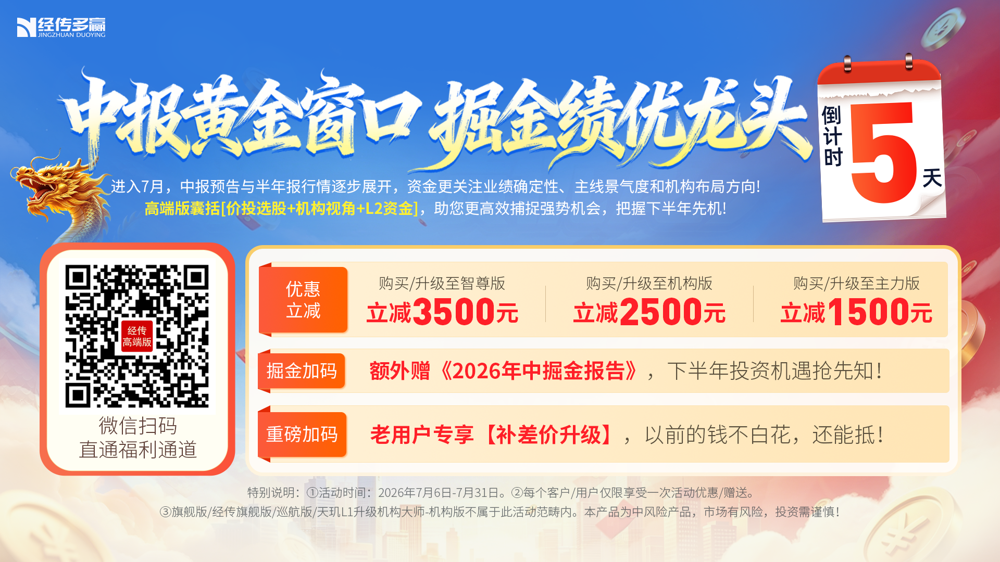 经传多赢
JINGZHUAN DUOYING
中报黄金窗口 掘金绩优龙头
倒计时
5
天
进入7月，中报预告与半年报行情逐步展开，资金更关注业绩确定性、主线景气度和机构布局方向!
高端版囊括[价投选股+机构视角+L2资金]，助您更高效捕捉强势机会，把握下半年先机!
经传
高端版
微信扫码
直通福利通道
优惠
立减
购买/升级至智尊版
立减3500元
购买/升级至机构版
立减2500元
购买/升级至主力版
立减1500元
掘金加码
额外赠《2026年中掘金报告》，下半年投资机遇抢先知！
重磅加码
老用户专享【补差价升级】，以前的钱不白花，还能抵！
特别说明：①活动时间：2026年7月6日-7月31日。②每个客户/用户仅限享受一次活动优惠/赠送。
③旗舰版/经传旗舰版/巡航版/天玑L1升级机构大师-机构版不属于此活动范畴内。本产品为中风险产品，市场有风险，投资需谨慎！